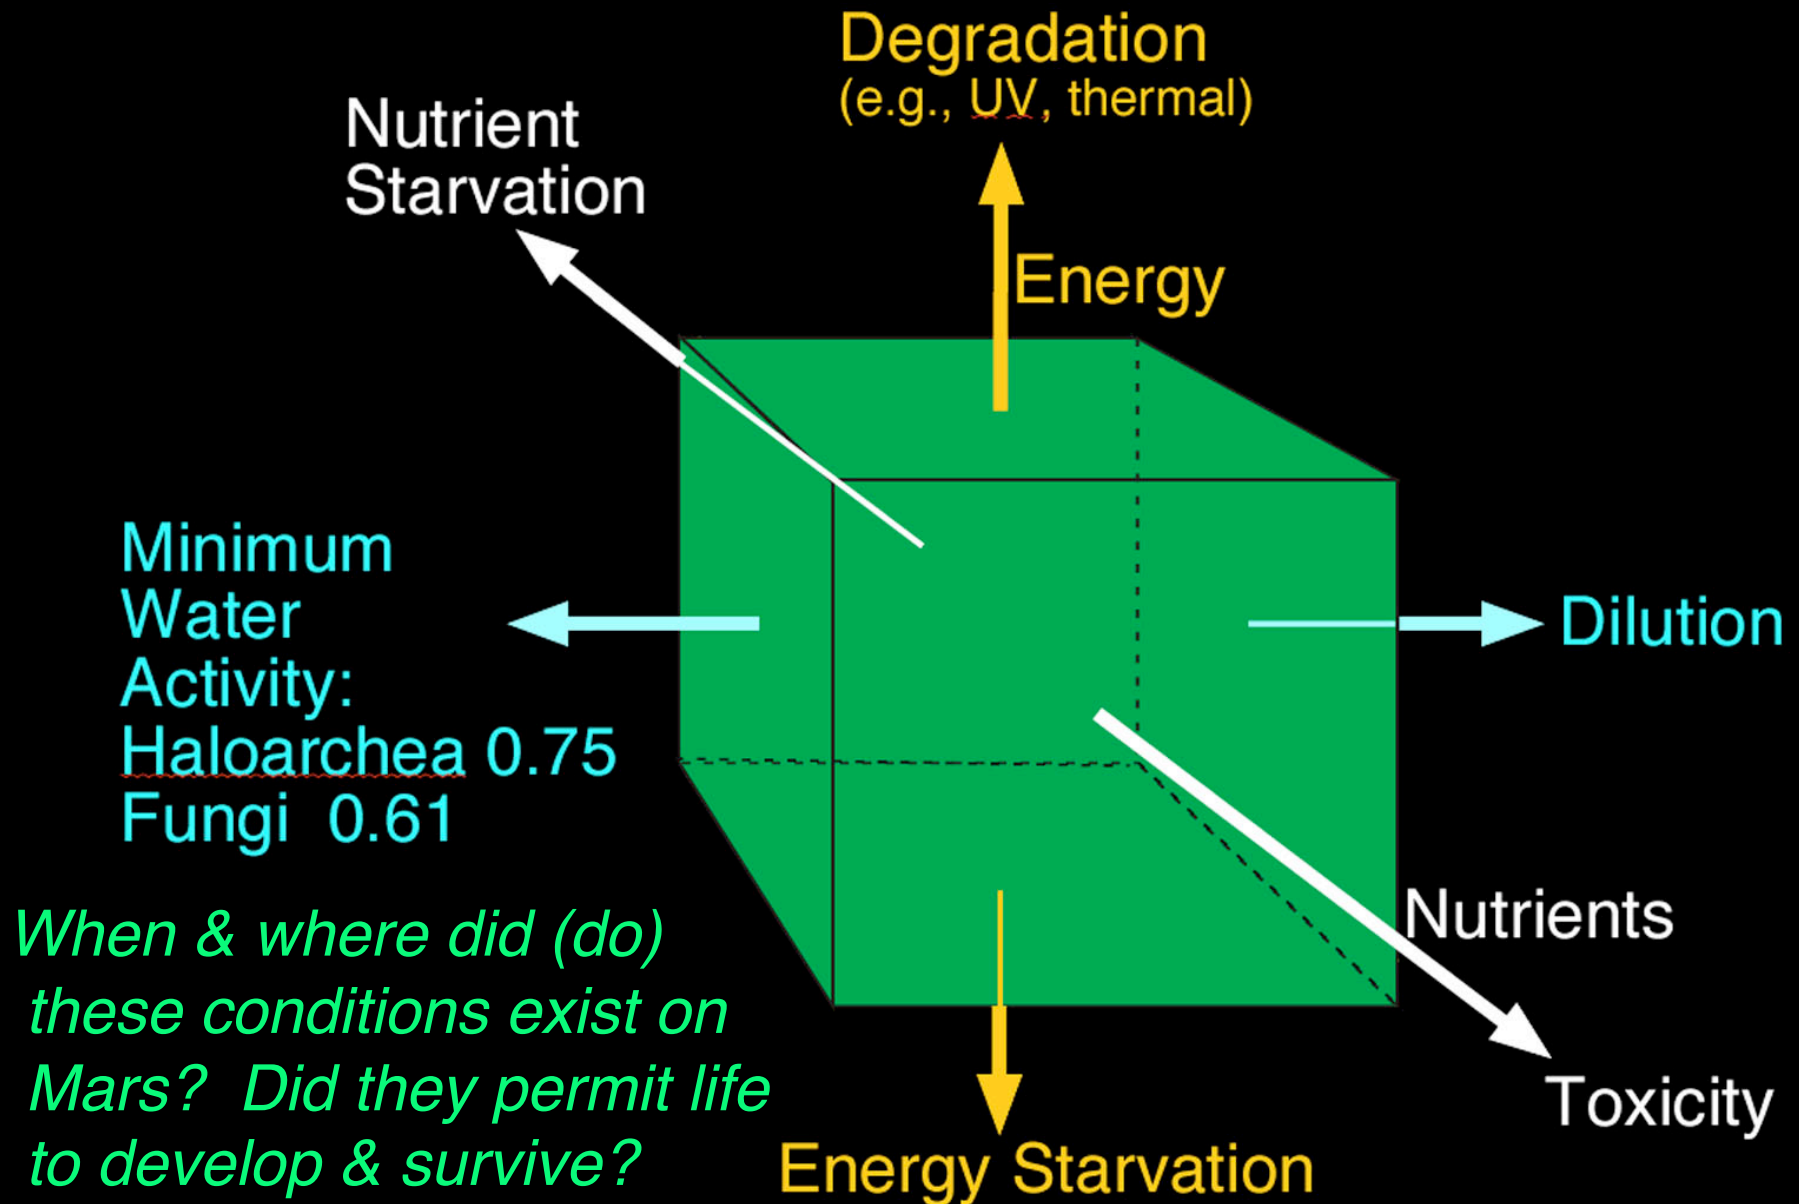 Degradation
(e.g., UV, thermal)
Nutrient
Starvation
Energy
Minimum
Water
Activity:
Haloarchea 0.75
Fungi 0.61
Dilution
Nutrients
Toxicity
When & where did (do)
these conditions exist on
Mars? Did they permit life
to develop & survive?
Energy Starvation